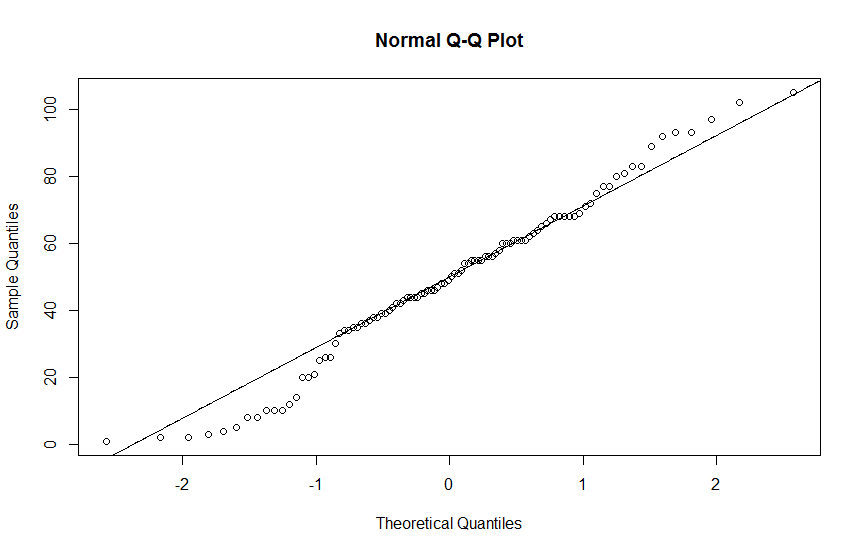 Normal Q-Q Plot
100
80
60
40
20
0
Sample Quantiles
-2 -1 0 1 2
Theoretical Quantiles